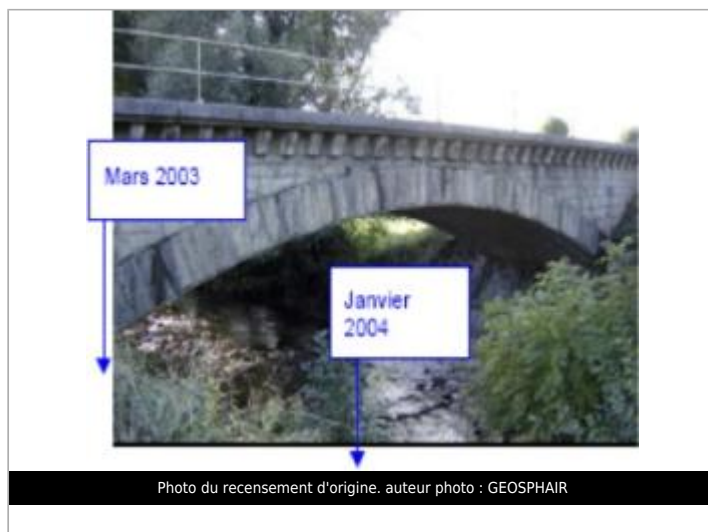 Mars 2003
Janvier
2004
Photo du recensement d'origine. auteur photo : GEOSPHAIR